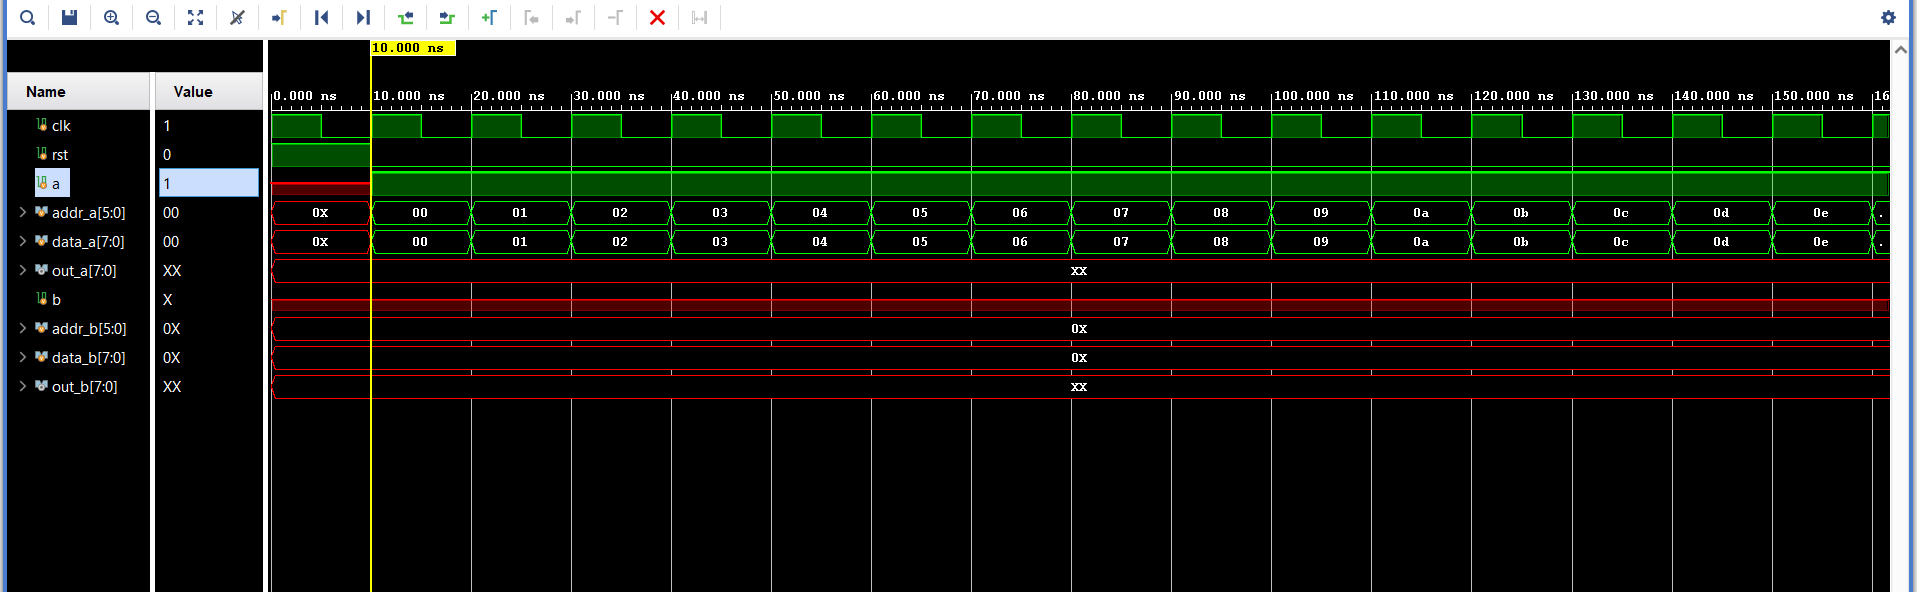 10.000 ns
Name Value
0.000 ns 10.000 ns 20.000 ns 30.000 ns 40.000 ns 50.000 ns 60.000 ns 70.000 ns 80.000 ns 90.000 ns 100.000 ns 110.000 ns 120.000 ns 130.000 ns 140.000 ns 150.000 ns 16
clk 1
rst 0
a 1
addr_a[5:0] 00 0X 00 01 02 03 04 05 06 07 08 09 0a 0b 0c 0d 0e .
data_a[7:0] 00 0X 00 01 02 03 04 05 06 07 08 09 0a 0b 0c 0d 0e .
out_a[7:0] XX XX
b X
addr_b[5:0] 0X 0X
data_b[7:0] 0X 0X
out_b[7:0] XX XX